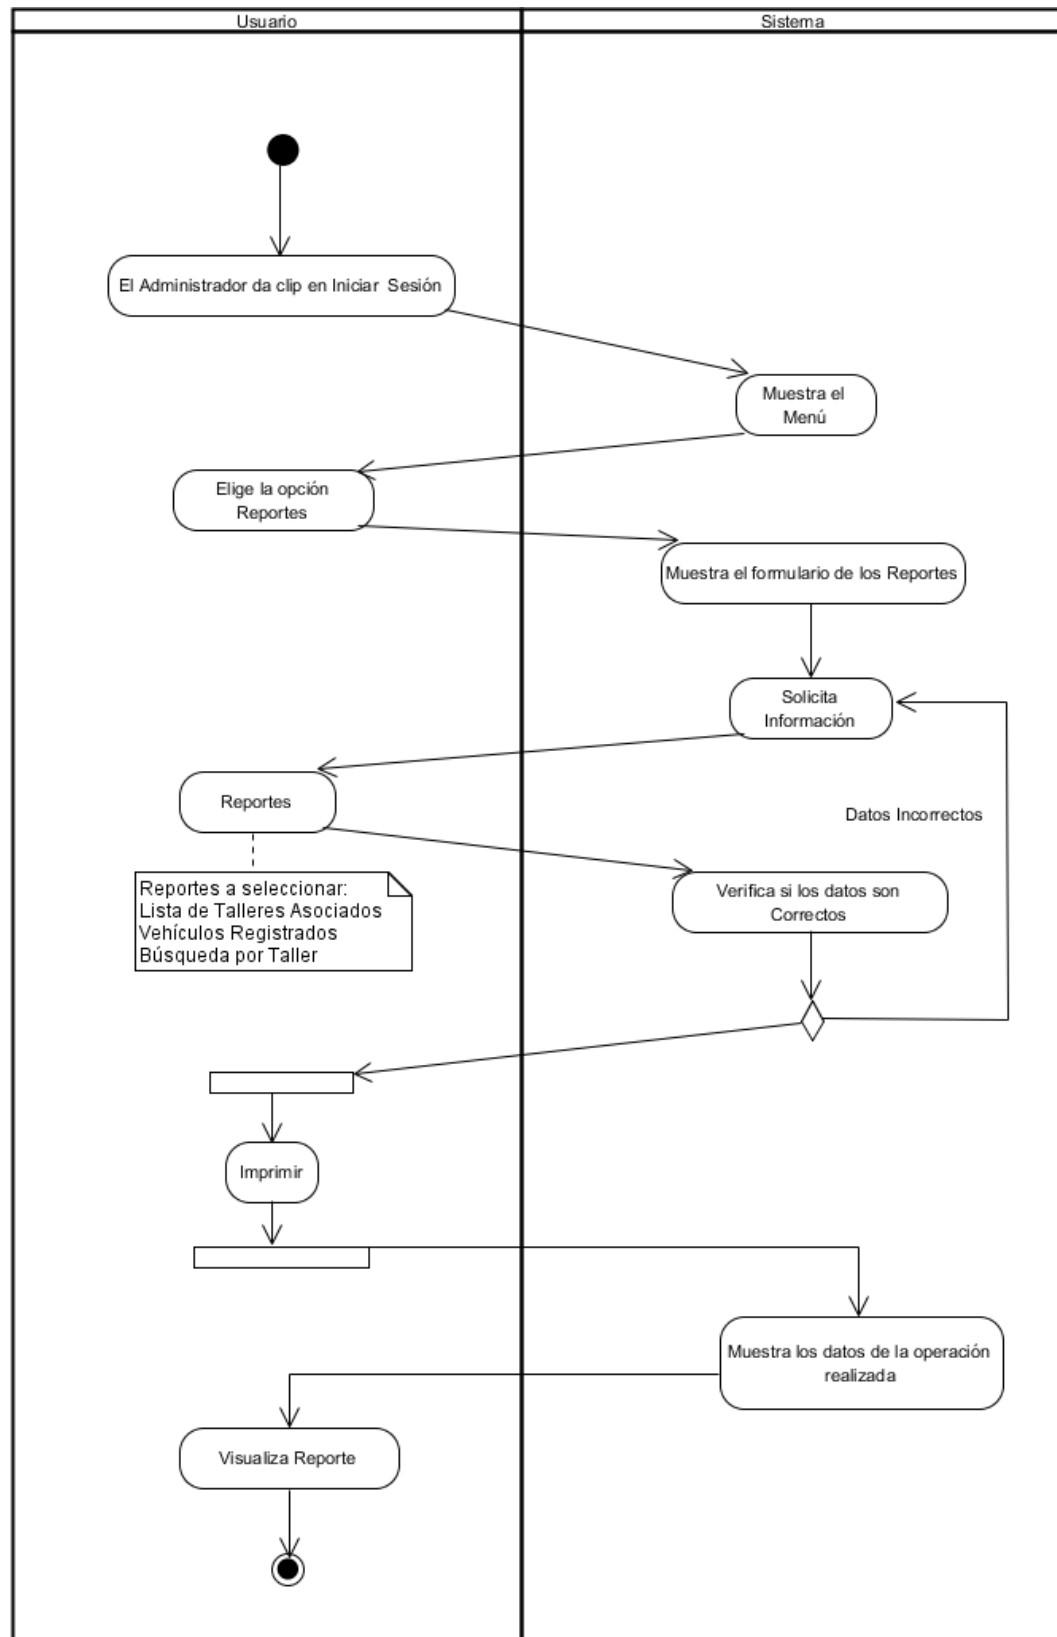 Usuario
Sistema
El Administrador da clip en Iniciar Sesión
Muestra el
Menú
Elige la opción
Reportes
Muestra el formulario de los Reportes
Solicita
Información
Reportes
Datos Incorrectos
Reportes a seleccionar:
Lista de Talleres Asociados
Vehículos Registrados
Búsqueda por Taller
Verifica si los datos son
Correctos
Imprimir
Muestra los datos de la operación
realizada
Visualiza Reporte